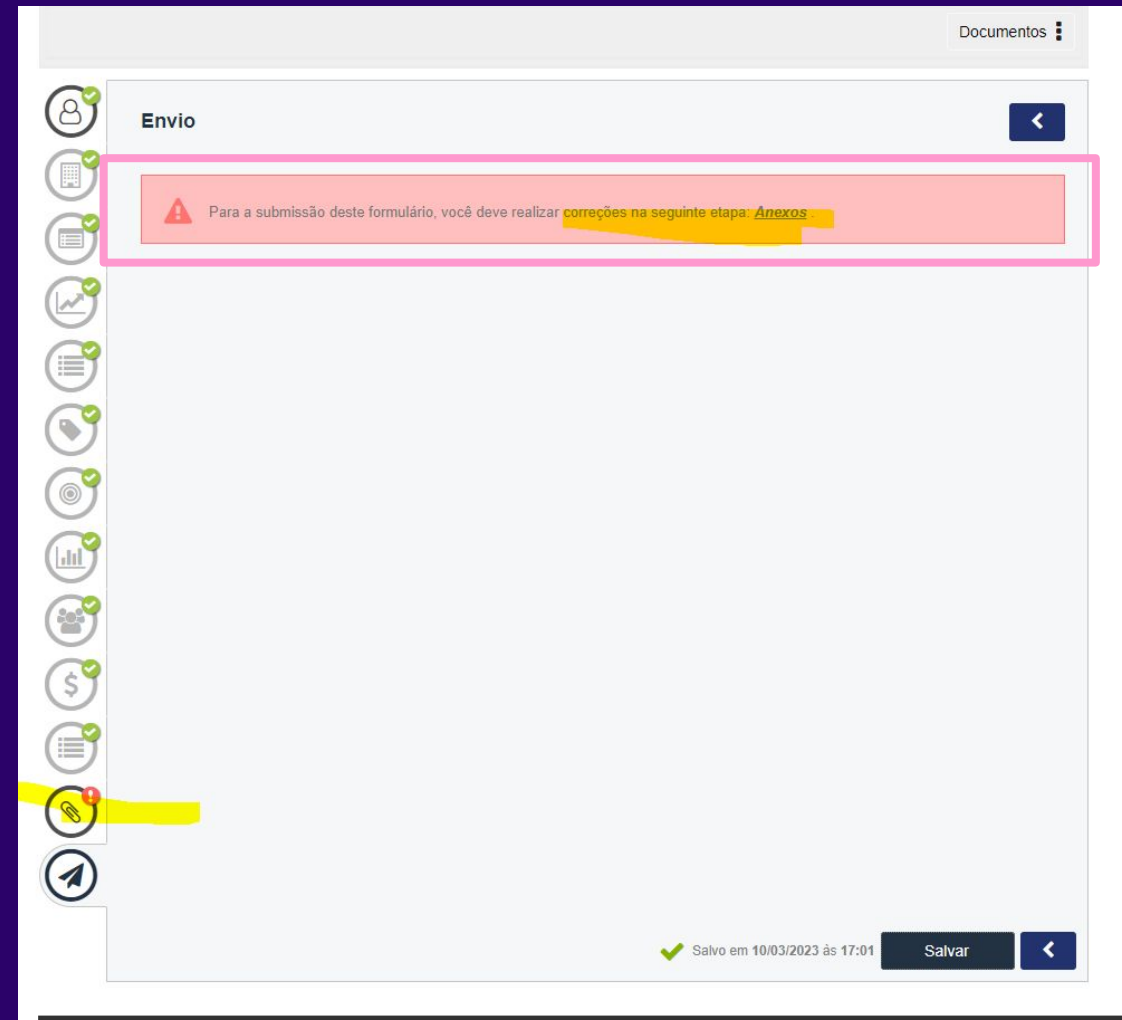 Documentos
Envio
Para a submissão deste formulário, você deve realizar correções na seguinte etapa: Anexos .
Salvo em 10/03/2023 às 17:01
Salvar